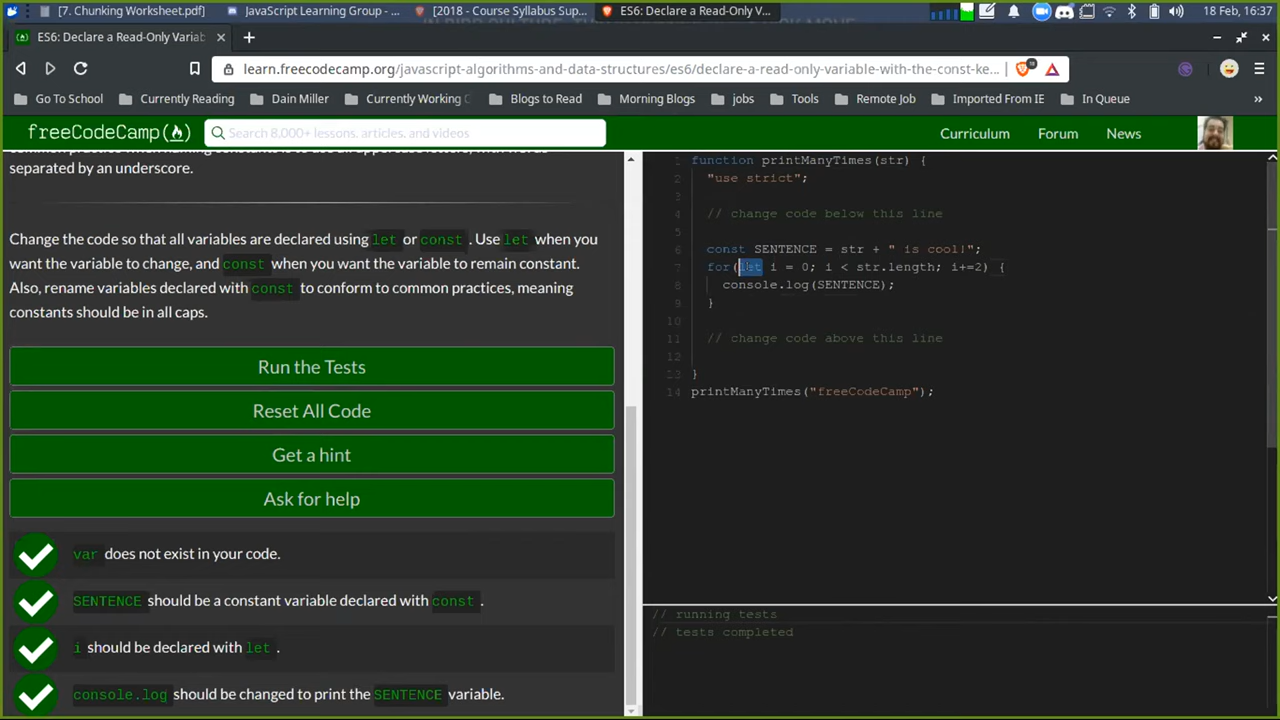 [7. Chunking Worksheet.pdf]
JavaScript Learning Group - ...
[2018 - Course Syllabus Sup...
ES6: Declare a Read-Only V...
18 Feb, 16:37
ES6: Declare a Read-Only Variab
learn.freecodecamp.org/javascript-algorithms-and-data-structures/es6/declare-a-read-only-variable-with-the-const-ke...
Go To School
Currently Reading
Dain Miller
Currently Working
Blogs to Read
Morning Blogs
jobs
Tools
Remote Job
Imported From IE
In Queue
»
freeCodeCamp
Search 8,000+ lessons, articles, and videos
Curriculum
Forum
News
separated by an underscore.
Change the code so that all variables are declared using let or const. Use let when you
want the variable to change, and const when you want the variable to remain constant.
Also, rename variables declared with const to conform to common practices, meaning
constants should be in all caps.
Run the Tests
Reset All Code
Get a hint
Ask for help
var does not exist in your code.
SENTENCE should be a constant variable declared with const.
i should be declared with let.
console.log should be changed to print the SENTENCE variable.
1 function printManyTimes(str) {
2 "use strict";
3
4 // change code below this line
5
6 const SENTENCE = str + " is cool!";
7 for(let i = 0; i < str.length; i+=2) {
8 console.log(SENTENCE);
9 }
10
11 // change code above this line
12
13 }
14 printManyTimes("freeCodeCamp");
// running tests
// tests completed